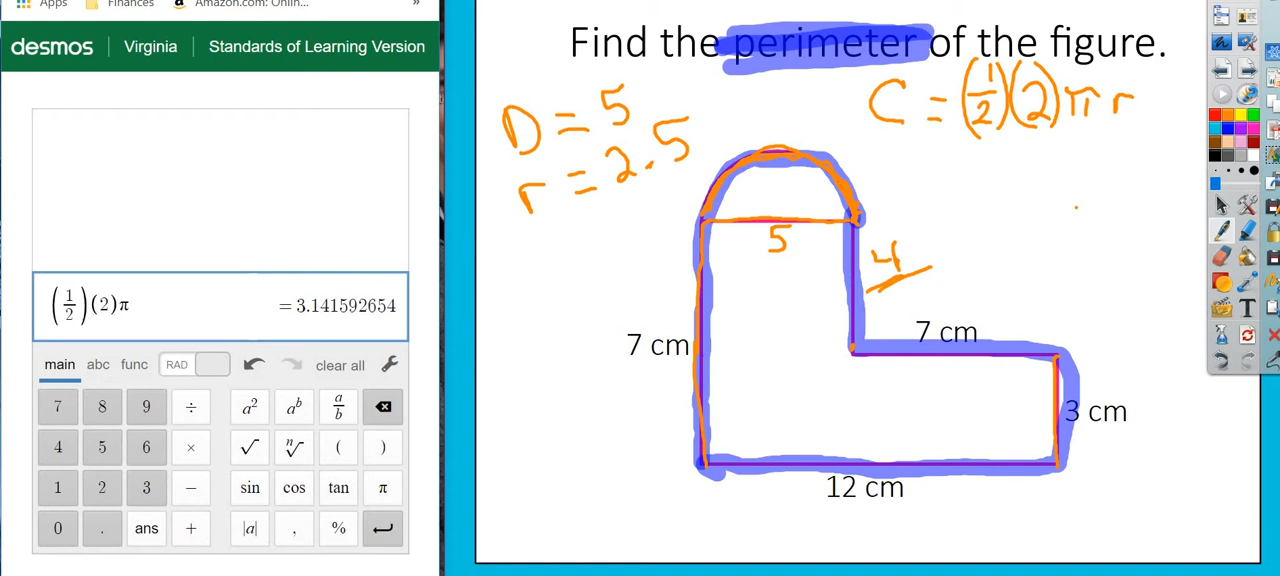 Apps Finances Amazon.com: Onlin... »
desmos Virginia Standards of Learning Version
(1/2)(2)π = 3.141592654
main abc func RAD clear all
7 8 9 ÷ a² aᵇ a/b
4 5 6 × √ ⁿ√ ( )
1 2 3 − sin cos tan π
0 . ans + |a| , %
Find the perimeter of the figure.
D = 5
r = 2.5
C = (1/2)(2)πr
5
4
7 cm
7 cm
3 cm
12 cm
T